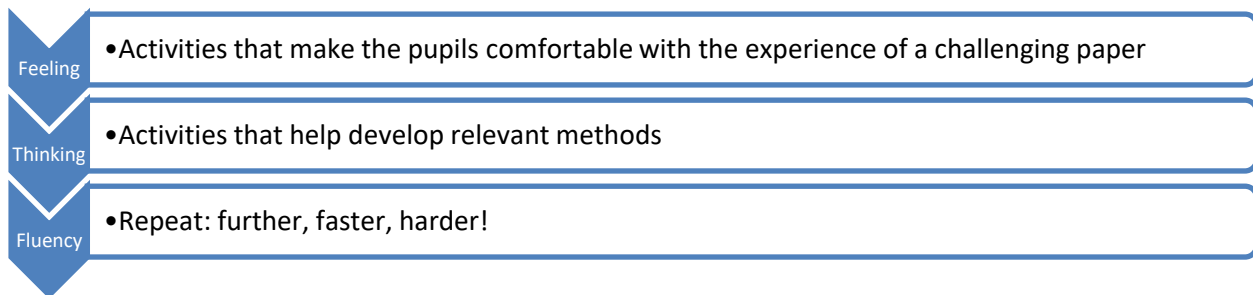 Feeling
•Activities that make the pupils comfortable with the experience of a challenging paper
Thinking
•Activities that help develop relevant methods
Fluency
•Repeat: further, faster, harder!